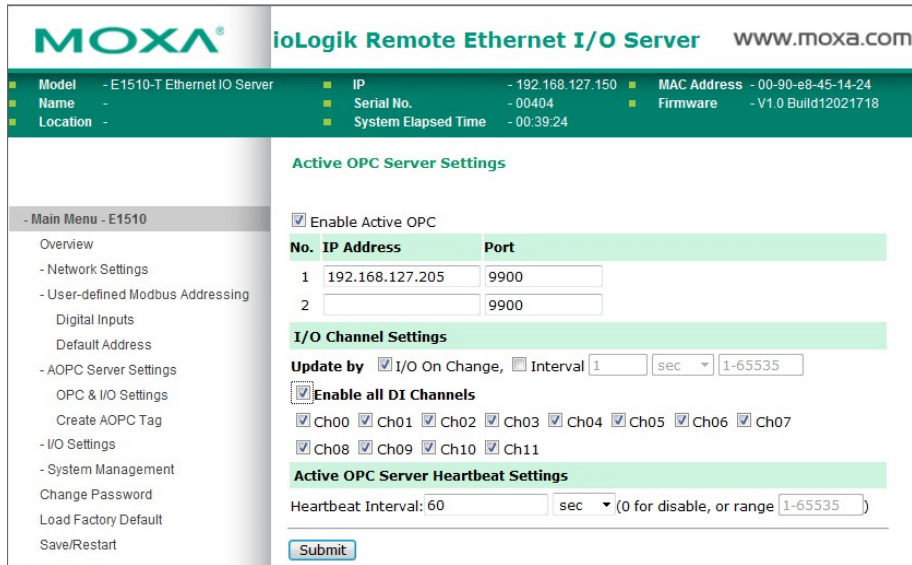 MOXA® ioLogik Remote Ethernet I/O Server www.moxa.com
Model - E1510-T Ethernet IO Server IP - 192.168.127.150 MAC Address - 00-90-e8-45-14-24
Name - Serial No. - 00404 Firmware - V1.0 Build12021718
Location - System Elapsed Time - 00:39:24
- Main Menu - E1510
Overview
- Network Settings
- User-defined Modbus Addressing
Digital Inputs
Default Address
- AOPC Server Settings
OPC & I/O Settings
Create AOPC Tag
- I/O Settings
- System Management
Change Password
Load Factory Default
Save/Restart
Active OPC Server Settings
Enable Active OPC
No. IP Address Port
1 192.168.127.205 9900
2 9900
I/O Channel Settings
Update by I/O On Change, Interval 1 sec 1-65535
Enable all DI Channels
Ch00 Ch01 Ch02 Ch03 Ch04 Ch05 Ch06 Ch07
Ch08 Ch09 Ch10 Ch11
Active OPC Server Heartbeat Settings
Heartbeat Interval: 60 sec (0 for disable, or range 1-65535 )
Submit